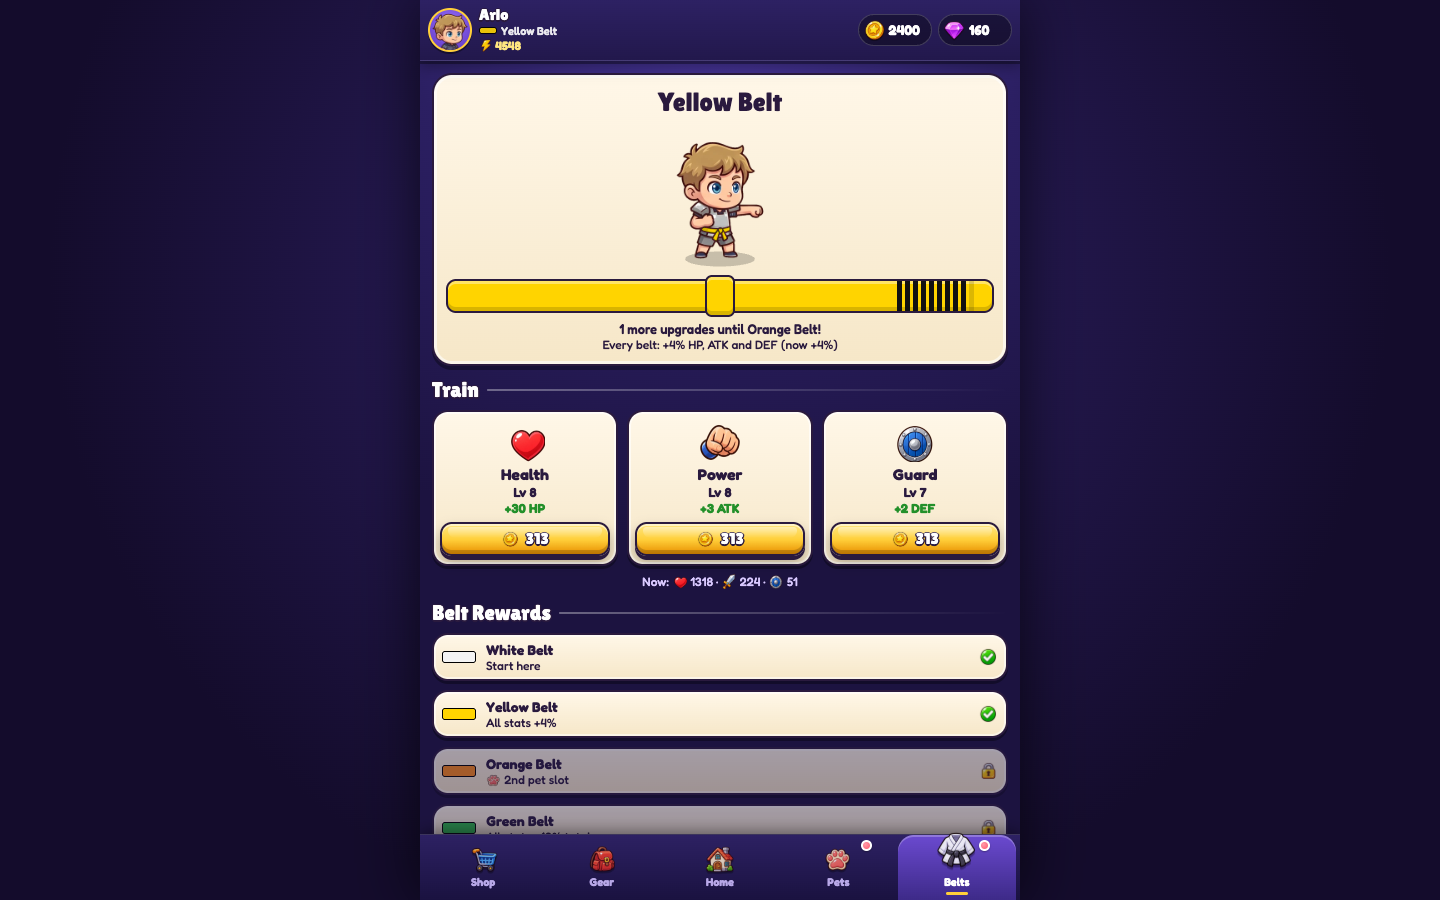 Arlo
Yellow Belt
4548
2400
160
Yellow Belt
1 more upgrades until Orange Belt!
Every belt: +4% HP, ATK and DEF (now +4%)
Train
Health
Lv 8
+30 HP
313
Power
Lv 8
+3 ATK
313
Guard
Lv 7
+2 DEF
313
Now: 1318 · 224 · 51
Belt Rewards
White Belt
Start here
Yellow Belt
All stats +4%
Orange Belt
2nd pet slot
Green Belt
Shop
Gear
Home
Pets
Belts